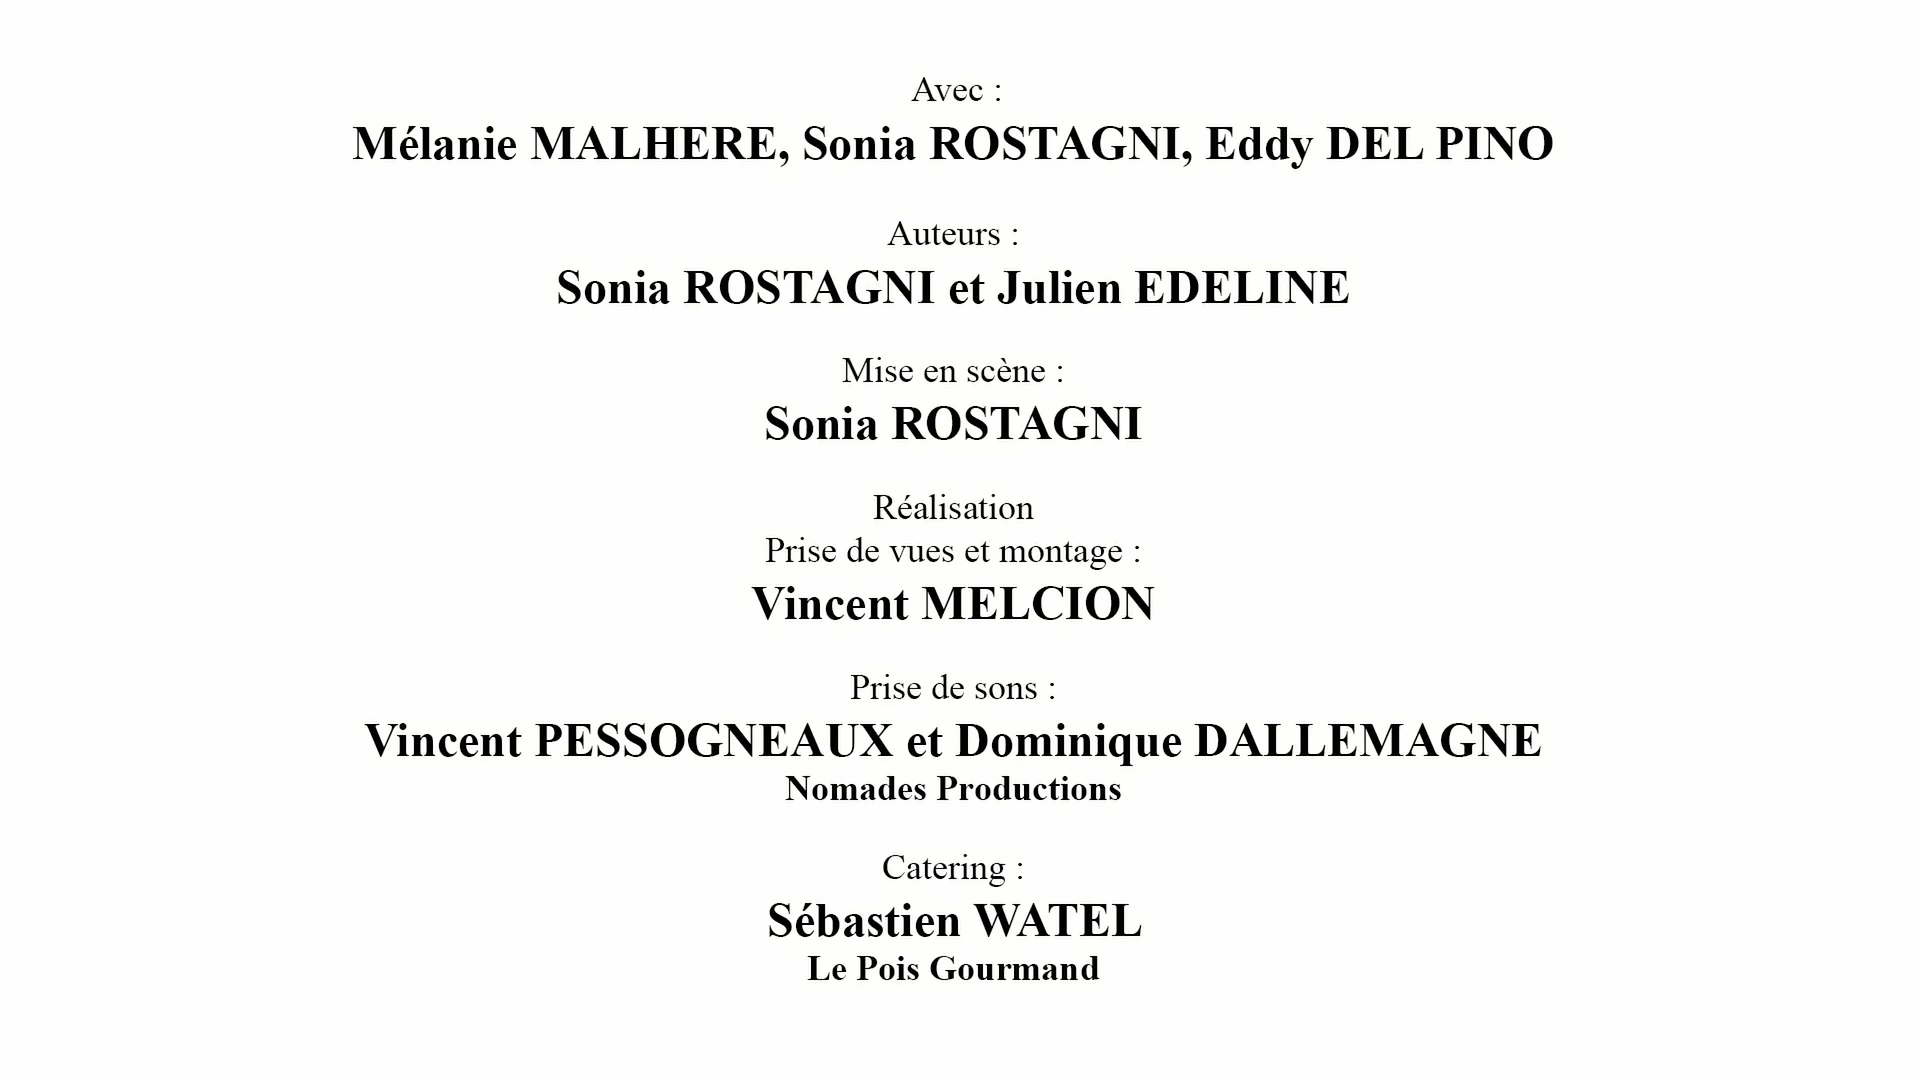 Avec :
Mélanie MALHERE, Sonia ROSTAGNI, Eddy DEL PINO
Auteurs :
Sonia ROSTAGNI et Julien EDELINE
Mise en scène :
Sonia ROSTAGNI
Réalisation
Prise de vues et montage :
Vincent MELCION
Prise de sons :
Vincent PESSOGNEAUX et Dominique DALLEMAGNE
Nomades Productions
Catering :
Sébastien WATEL
Le Pois Gourmand